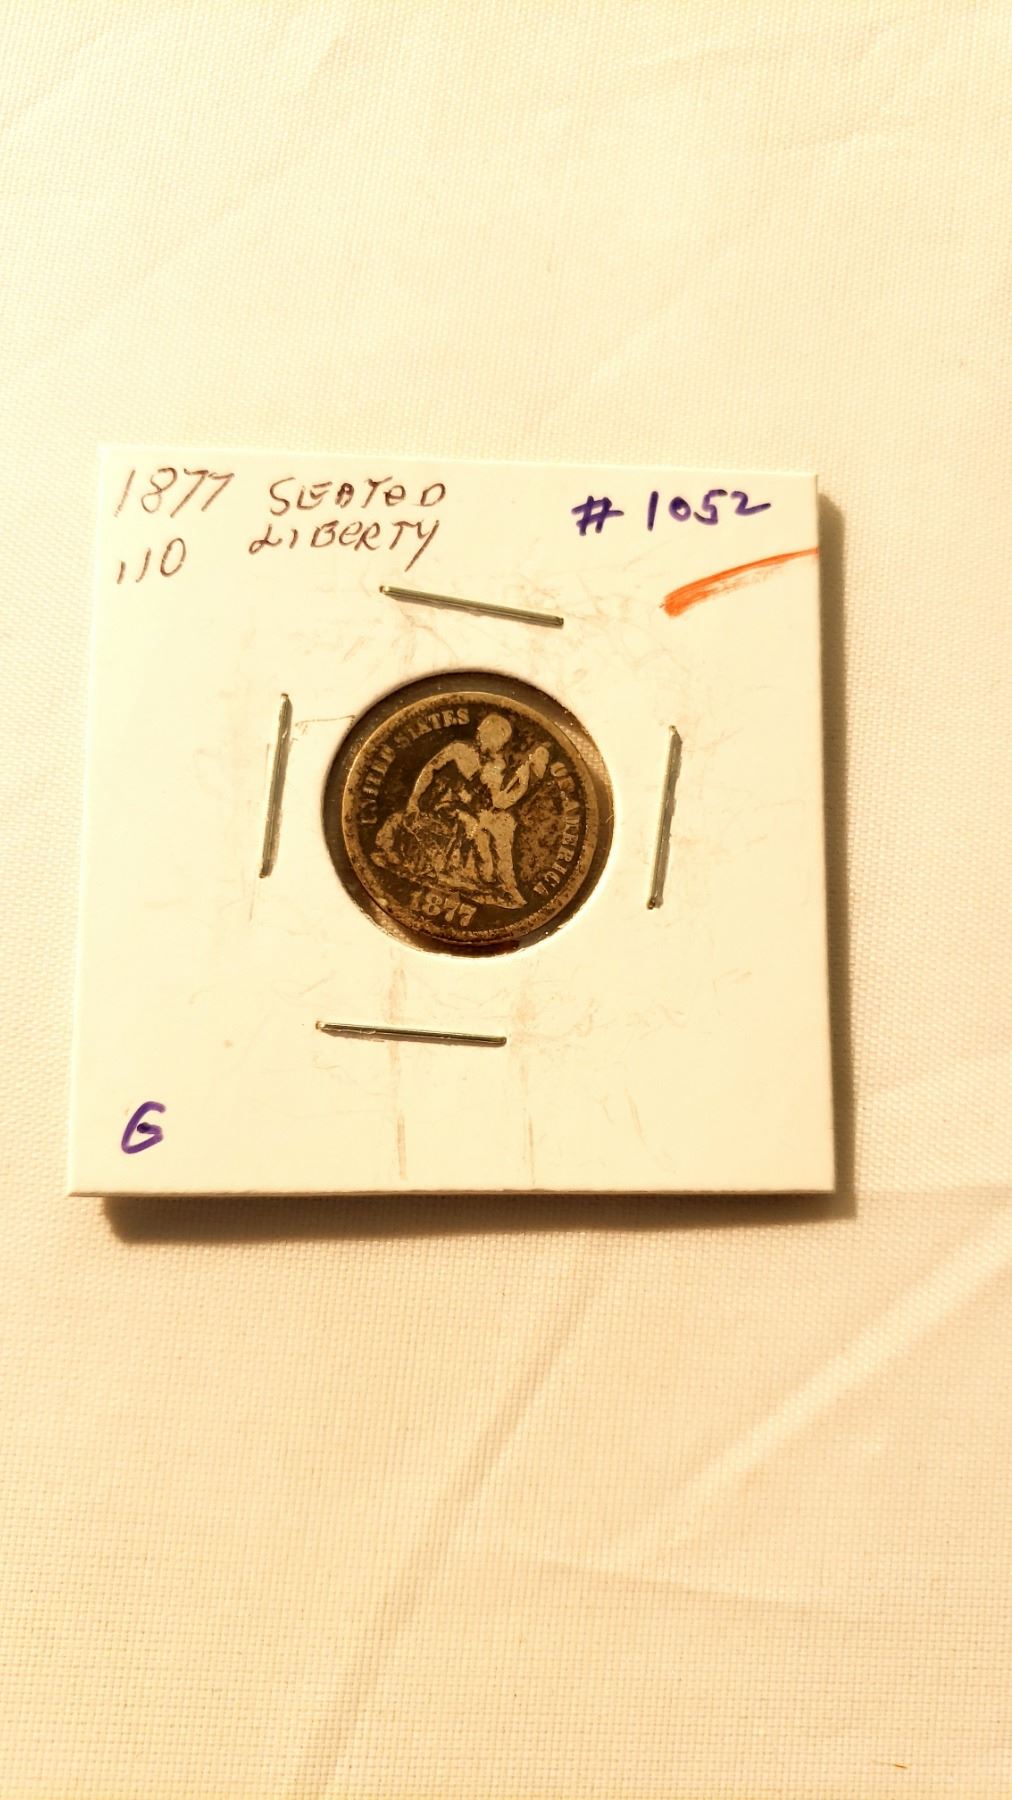 1877 SEATED # 1052
.10 LIBERTY
UNITED STATES OF AMERICA
1877
G